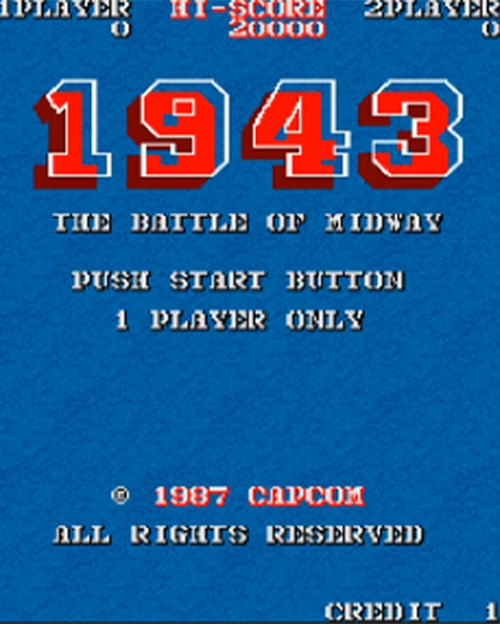 1PLAYER HI-SCORE 2PLAYER
0 20000 0
1943
THE BATTLE OF MIDWAY
PUSH START BUTTON
1 PLAYER ONLY
© 1987 CAPCOM
ALL RIGHTS RESERVED
CREDIT 1